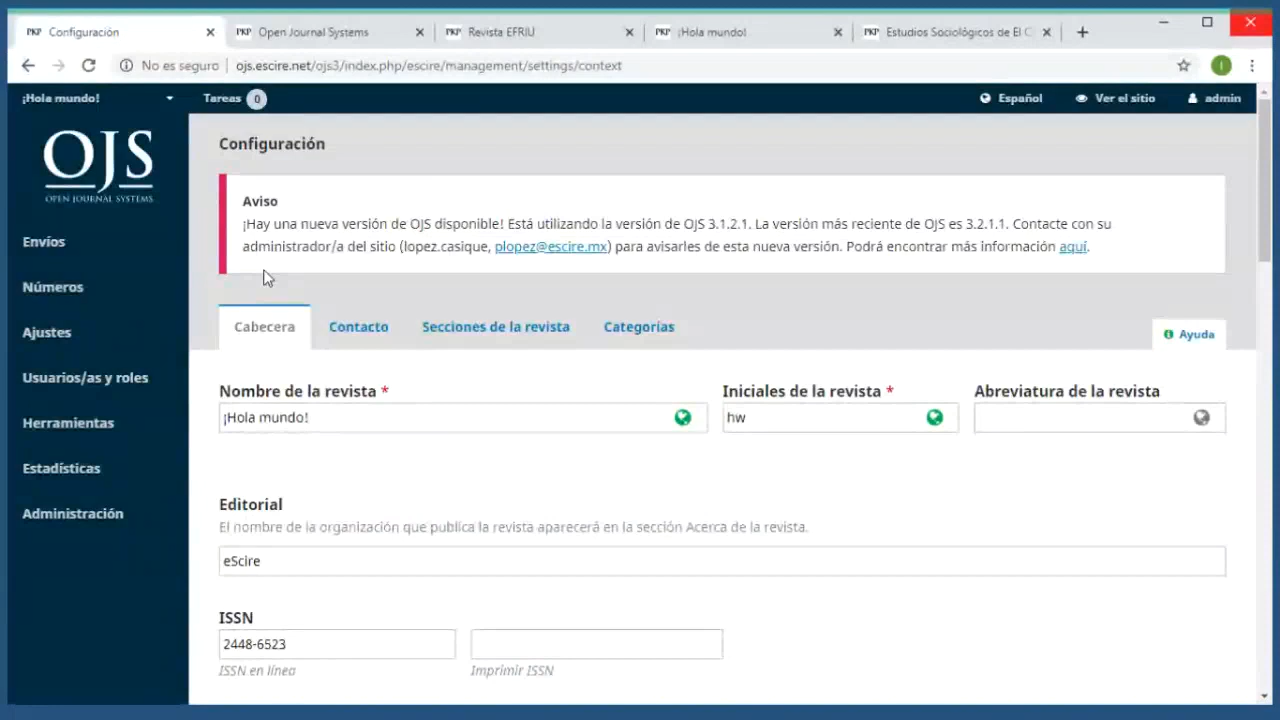 PKP Configuración
PKP Open Journal Systems
PKP Revista EFRIU
PKP ¡Hola mundo!
PKP Estudios Sociológicos de El C
No es seguro ojs.escire.net/ojs3/index.php/escire/management/settings/context
I
¡Hola mundo!
Tareas 0
Español
Ver el sitio
admin
OJS
OPEN JOURNAL SYSTEMS
Envíos
Números
Ajustes
Usuarios/as y roles
Herramientas
Estadísticas
Administración
Configuración
Aviso
¡Hay una nueva versión de OJS disponible! Está utilizando la versión de OJS 3.1.2.1. La versión más reciente de OJS es 3.2.1.1. Contacte con su
administrador/a del sitio (lopez.casique, plopez@escire.mx) para avisarles de esta nueva versión. Podrá encontrar más información aquí.
Cabecera
Contacto
Secciones de la revista
Categorías
Ayuda
Nombre de la revista *
Iniciales de la revista *
Abreviatura de la revista
¡Hola mundo!
hw
Editorial
El nombre de la organización que publica la revista aparecerá en la sección Acerca de la revista.
eScire
ISSN
2448-6523
ISSN en línea
Imprimir ISSN